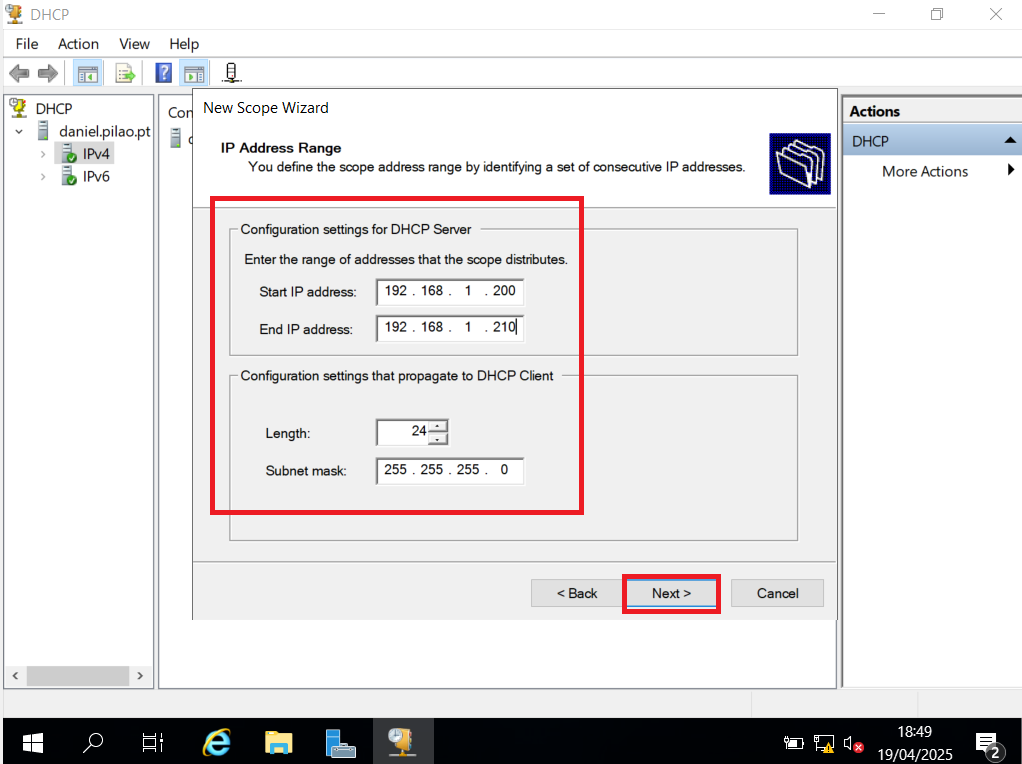 DHCP
File Action View Help
DHCP
daniel.pilao.pt
IPv4
IPv6
New Scope Wizard
IP Address Range
You define the scope address range by identifying a set of consecutive IP addresses.
Configuration settings for DHCP Server
Enter the range of addresses that the scope distributes.
Start IP address: 192 . 168 . 1 . 200
End IP address: 192 . 168 . 1 . 210
Configuration settings that propagate to DHCP Client
Length: 24
Subnet mask: 255 . 255 . 255 . 0
< Back Next > Cancel
Actions
DHCP
More Actions
18:49
19/04/2025
2